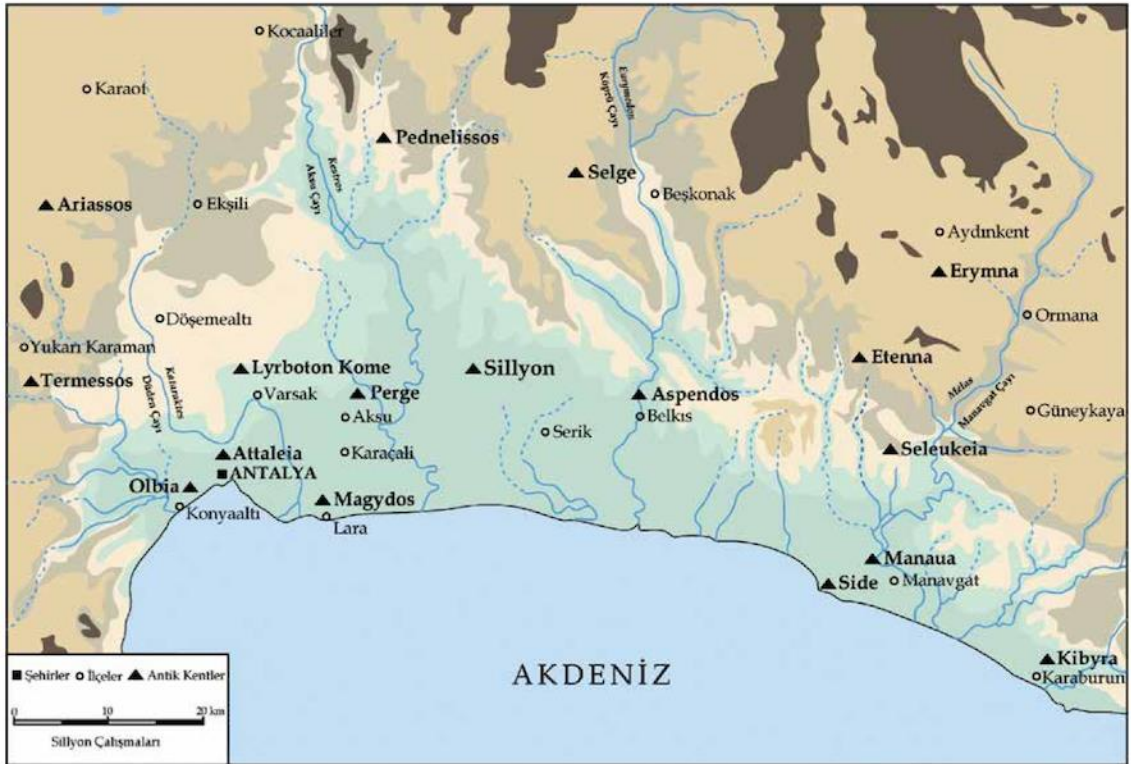 Kocaaliler
Karaot
Pednelissos
Eurymedon
Köprü Çayı
Kestros
Aksu Çayı
Selge
Beşkonak
Ariassos
Ekşili
Aydınkent
Erymna
Döşemealtı
Ormana
Yukarı Karaman
Termessos
Lyrboton Kome
Sillyon
Etenna
Kataraktes
Düden Çayı
Varsak
Perge
Aspendos
Melas
Manavgat Çayı
Aksu
Belkıs
Güneykaya
Serik
Attaleia
Karaçalı
Seleukeia
ANTALYA
Olbia
Magydos
Konyaaltı
Lara
Manaua
Side
Manavgat
Kibyra
Karaburun
AKDENİZ
Şehirler İlçeler Antik Kentler
0 10 20 km
Sillyon Çalışmaları